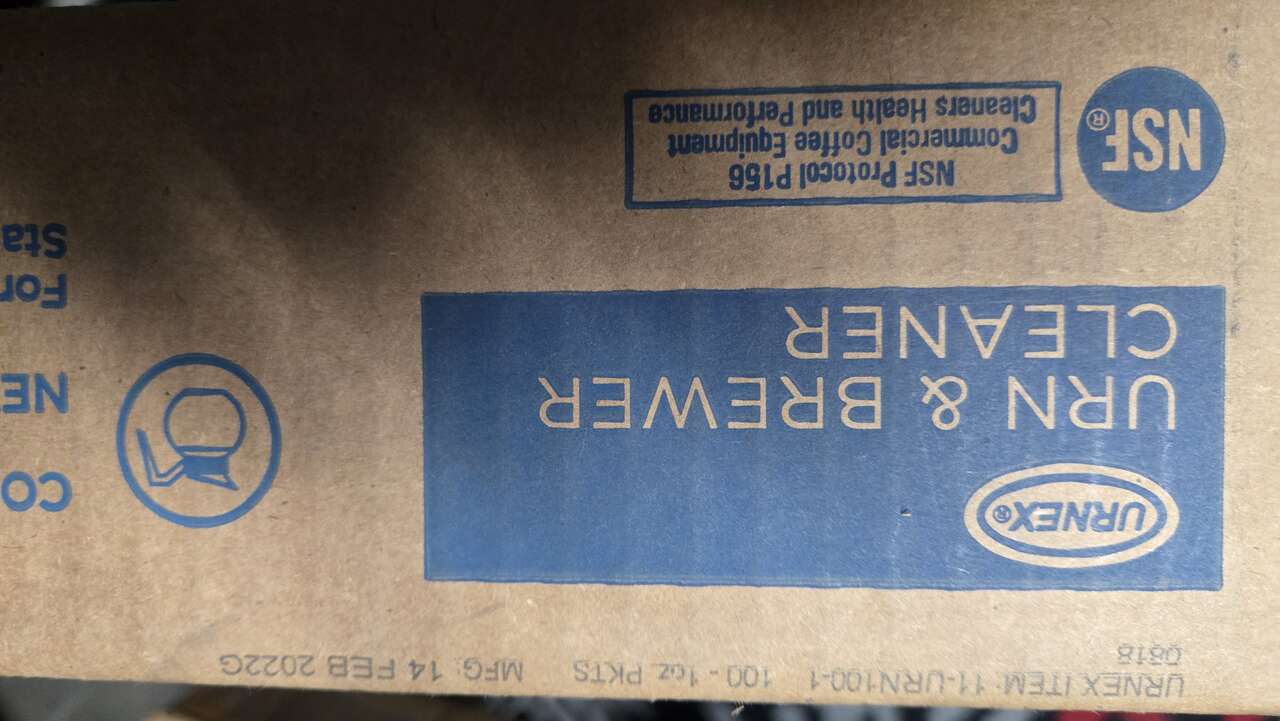 URNEX ITEM: 11-URN100-1 100 - 1oz PKTS MFG: 14 FEB 2022G
0818
URNEX®
URN & BREWER
CLEANER
CO
NE
For
Sta
NSF®
NSF Protocol P156
Commercial Coffee Equipment
Cleaners Health and Performance